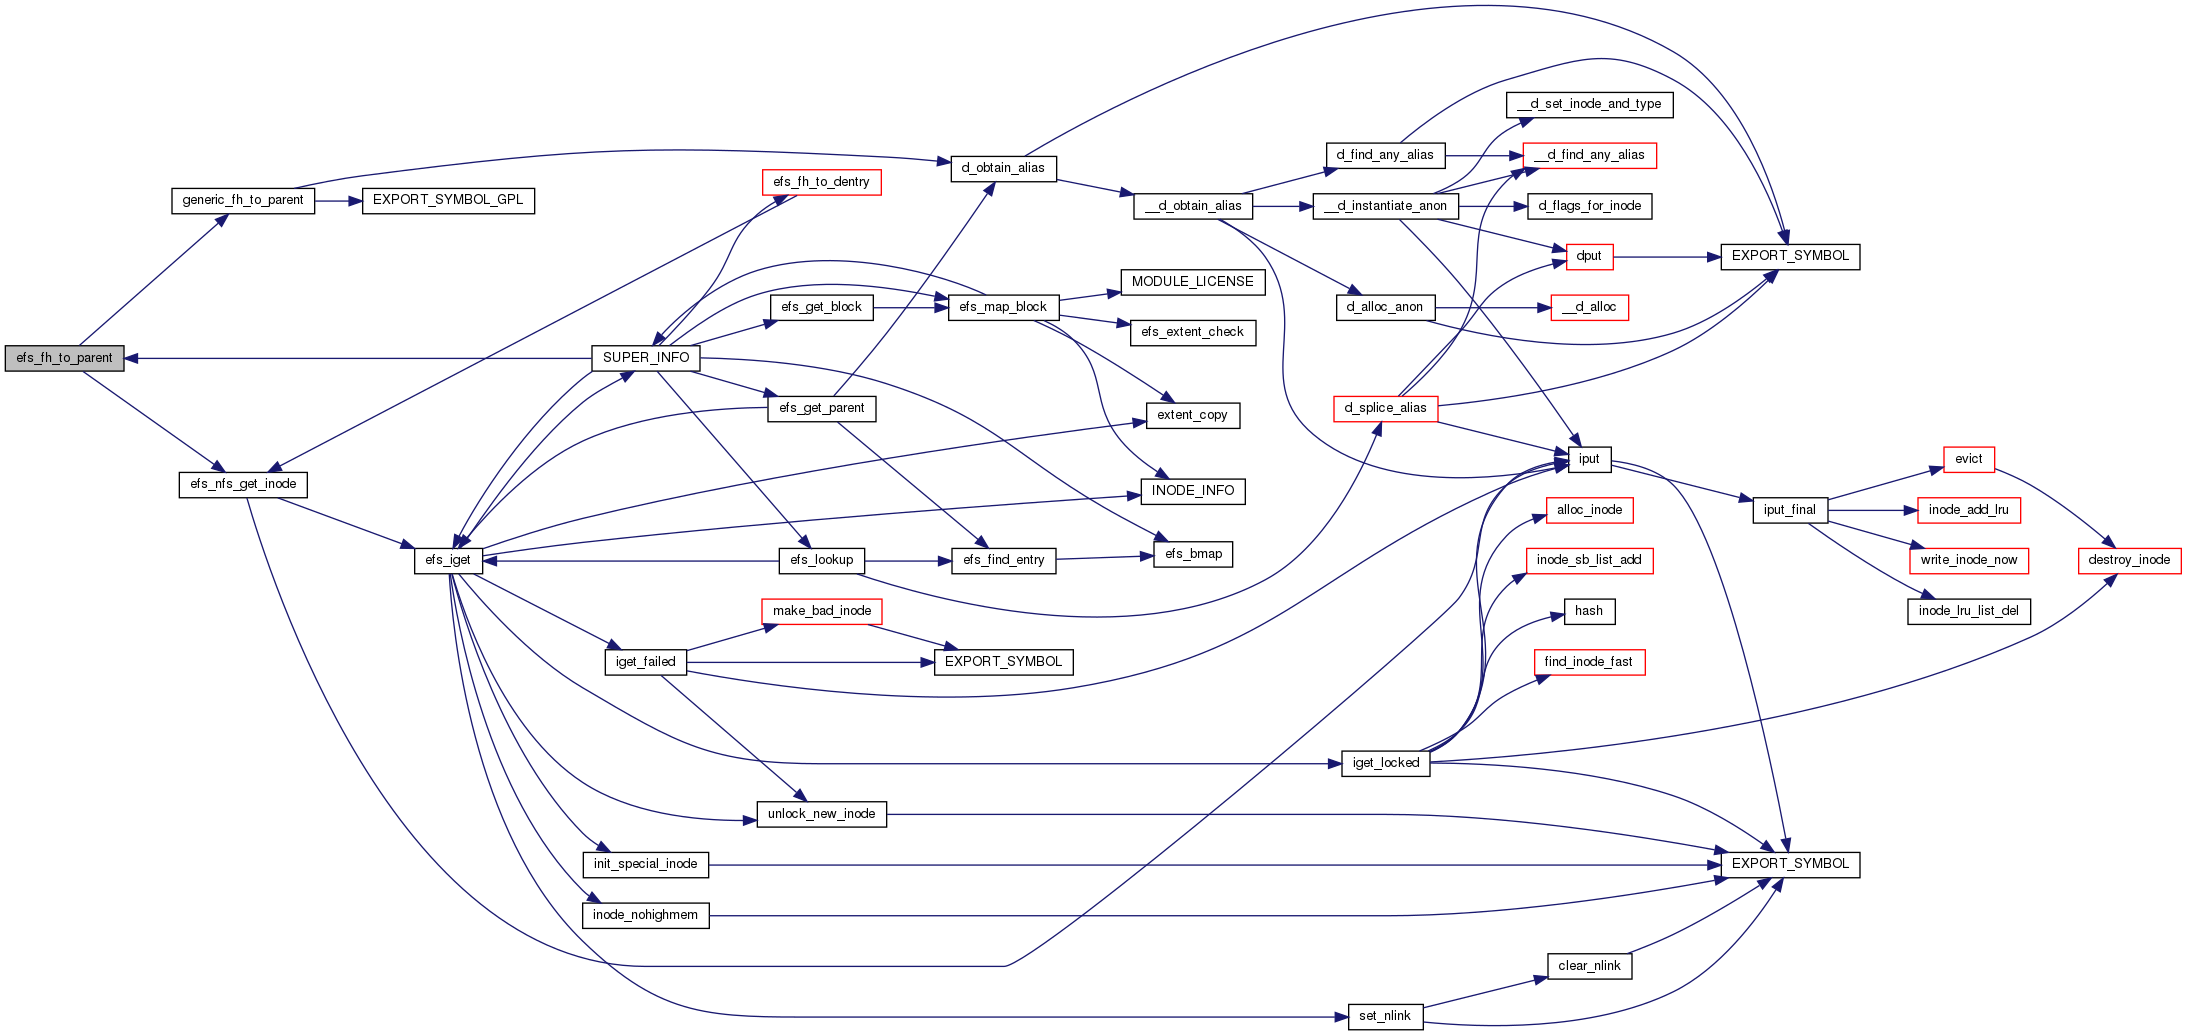 efs_fh_to_parent
generic_fh_to_parent
EXPORT_SYMBOL_GPL
efs_nfs_get_inode
efs_iget
efs_fh_to_dentry
SUPER_INFO
efs_get_block
efs_get_parent
efs_lookup
make_bad_inode
iget_failed
unlock_new_inode
init_special_inode
inode_nohighmem
d_obtain_alias
efs_map_block
efs_find_entry
EXPORT_SYMBOL
__d_obtain_alias
MODULE_LICENSE
efs_extent_check
extent_copy
INODE_INFO
efs_bmap
d_find_any_alias
__d_instantiate_anon
d_alloc_anon
d_splice_alias
iget_locked
set_nlink
__d_set_inode_and_type
__d_find_any_alias
d_flags_for_inode
dput
__d_alloc
iput
alloc_inode
inode_sb_list_add
hash
find_inode_fast
clear_nlink
EXPORT_SYMBOL
iput_final
EXPORT_SYMBOL
evict
inode_add_lru
write_inode_now
inode_lru_list_del
destroy_inode